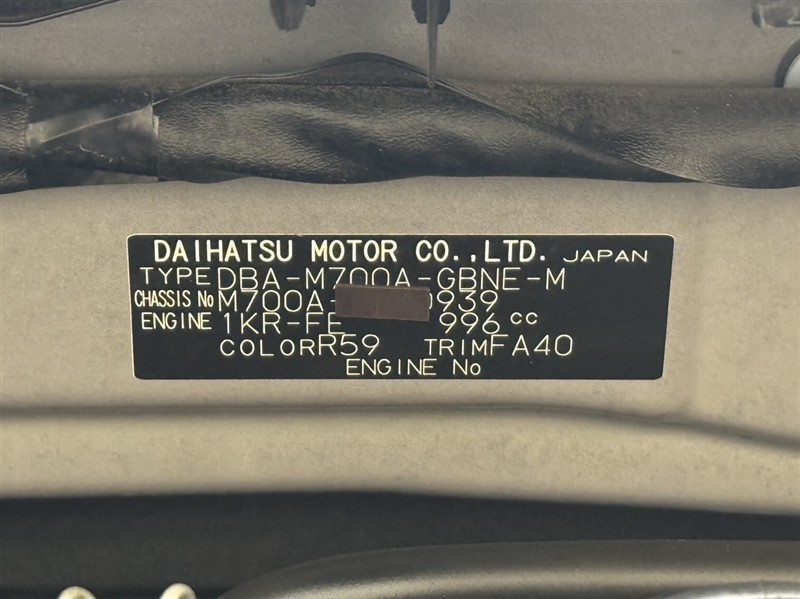 DAIHATSU MOTOR CO.,LTD. JAPAN
TYPE DBA-M700A-GBNE-M
CHASSIS No M700A- 0939
ENGINE 1KR-FE 996 cc
COLOR R59 TRIM FA40
ENGINE No